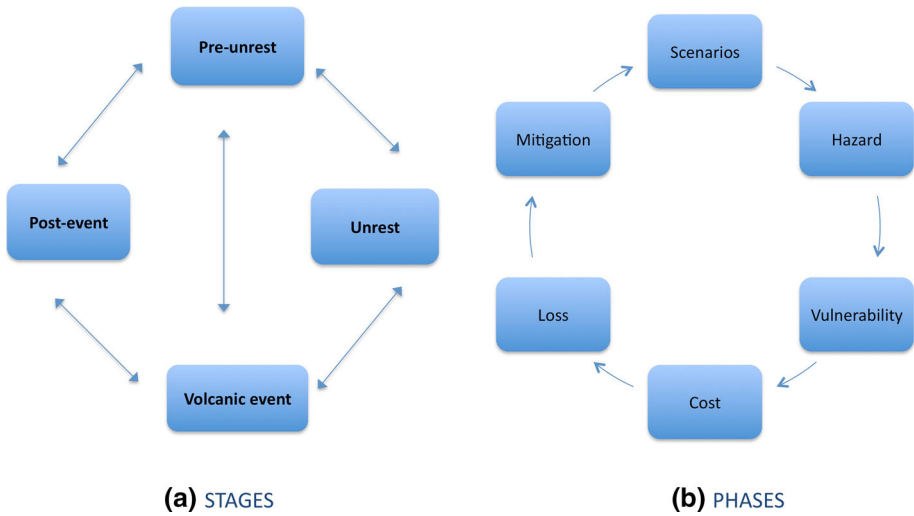 Pre-unrest
Post-event
Unrest
Volcanic event
(a) STAGES
Scenarios
Mitigation
Hazard
Loss
Vulnerability
Cost
(b) PHASES